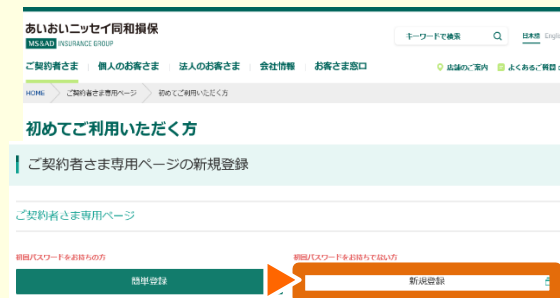 あいおいニッセイ同和損保
MS&AD INSURANCE GROUP
キーワードで検索
日本語 Engli
ご契約者さま 個人のお客さま 法人のお客さま 会社情報 お客さま窓口
店舗のご案内 よくあるご質問
HOME ご契約者さま専用ページ 初めてご利用いただく方
初めてご利用いただく方
ご契約者さま専用ページの新規登録
ご契約者さま専用ページ
初回パスワードをお持ちの方 初回パスワードをお持ちでない方
簡単登録 新規登録